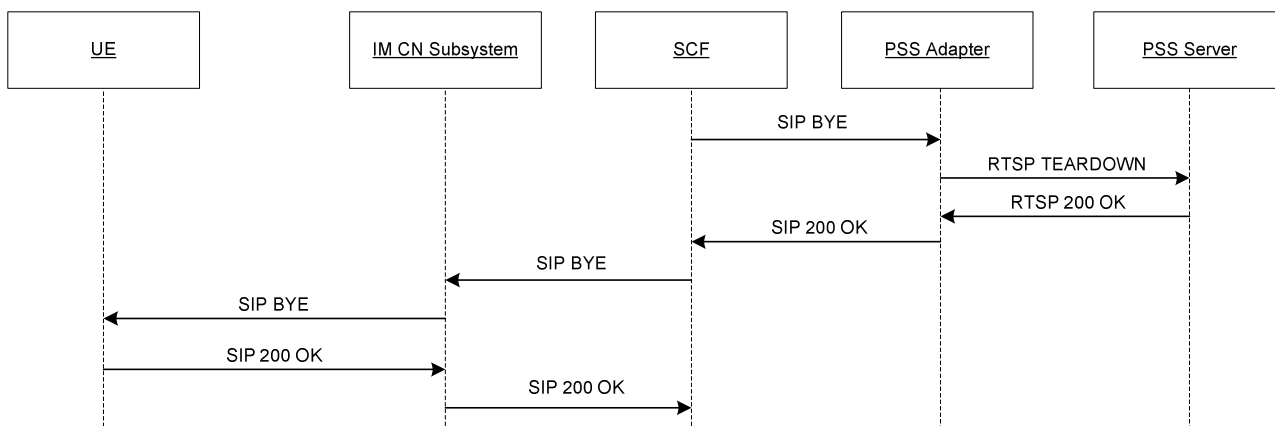 UE
IM CN Subsystem
SCF
PSS Adapter
PSS Server
SIP BYE
RTSP TEARDOWN
RTSP 200 OK
SIP 200 OK
SIP BYE
SIP BYE
SIP 200 OK
SIP 200 OK